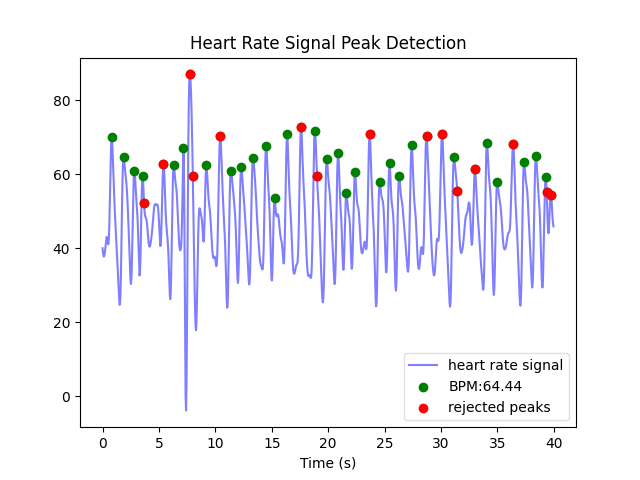 Heart Rate Signal Peak Detection
80
60
40
20
0
0 5 10 15 20 25 30 35 40
Time (s)
heart rate signal
BPM:64.44
rejected peaks